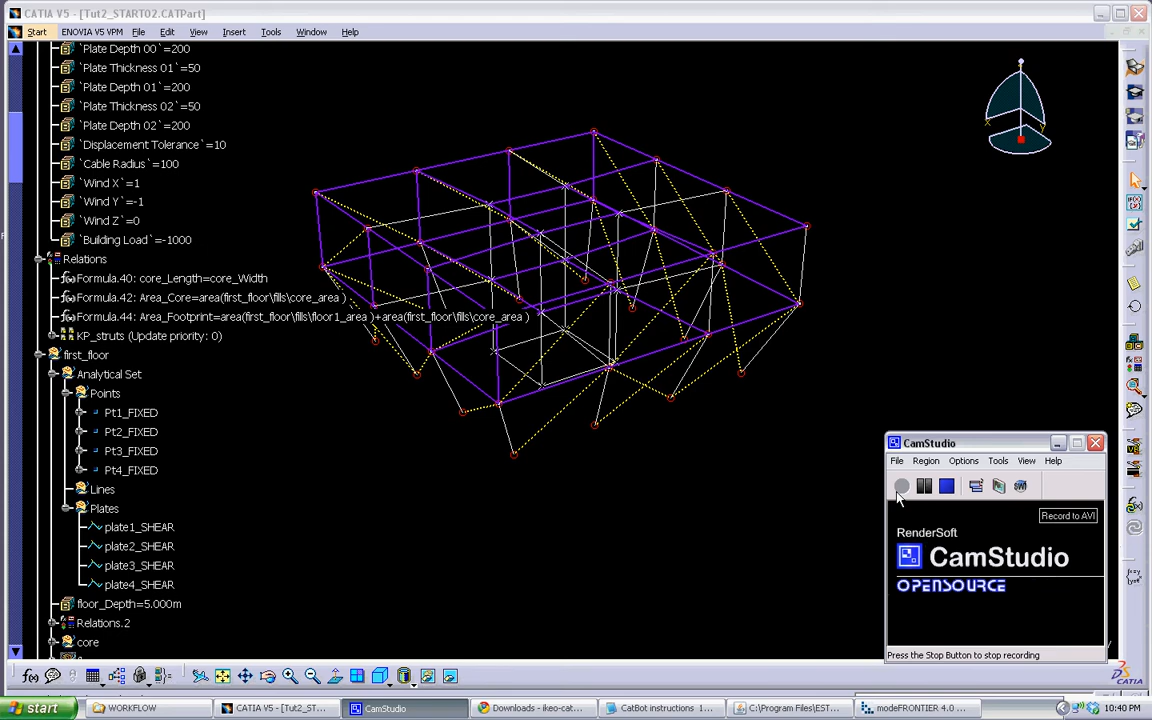 CATIA V5 - [Tut2_START02.CATPart]
Start ENOVIA V5 VPM File Edit View Insert Tools Window Help
`Plate Depth 00`=200
`Plate Thickness 01`=50
`Plate Depth 01`=200
`Plate Thickness 02`=50
`Plate Depth 02`=200
`Displacement Tolerance`=10
`Cable Radius`=100
`Wind X`=1
`Wind Y`=-1
`Wind Z`=0
`Building Load`=-1000
Relations
Formula.40: core_Length=core_Width
Formula.42: Area_Core=area(first_floor\fills\core_area )
Formula.44: Area_Footprint=area(first_floor\fills\floor1_area )+area(first_floor\fills\core_area )
KP_struts (Update priority: 0)
first_floor
Analytical Set
Points
Pt1_FIXED
Pt2_FIXED
Pt3_FIXED
Pt4_FIXED
Lines
Plates
plate1_SHEAR
plate2_SHEAR
plate3_SHEAR
plate4_SHEAR
floor_Depth=5.000m
Relations.2
core
CamStudio
File Region Options Tools View Help
Record to AVI
RenderSoft
CamStudio
OPENSOURCE
Press the Stop Button to stop recording
CATIA
start WORKFLOW CATIA V5 - [Tut2_ST... CamStudio Downloads - ikeo-cat... CatBot instructions 1... C:\Program Files\EST... modeFRONTIER 4.0 ... 10:40 PM